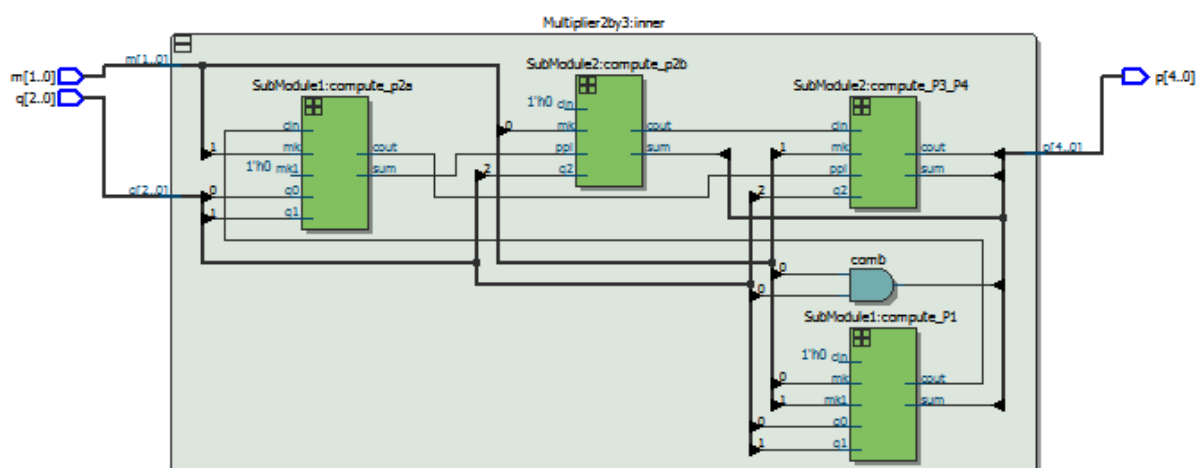 Multiplier2by3:inner
m[1..0]
q[2..0]
m[1..0]
q[2..0]
SubModule1:compute_p2a
cin
mk
1'h0 mk1
q0
q1
cout
sum
1
0
1
SubModule2:compute_p2b
1'h0 cin
mk
ppi
q2
cout
sum
0
2
SubModule2:compute_P3_P4
cin
mk
ppi
q2
cout
sum
1
2
p[4..0]
p[4..0]
comb
0
0
SubModule1:compute_P1
1'h0 cin
mk
mk1
q0
q1
cout
sum
0
1
0
1